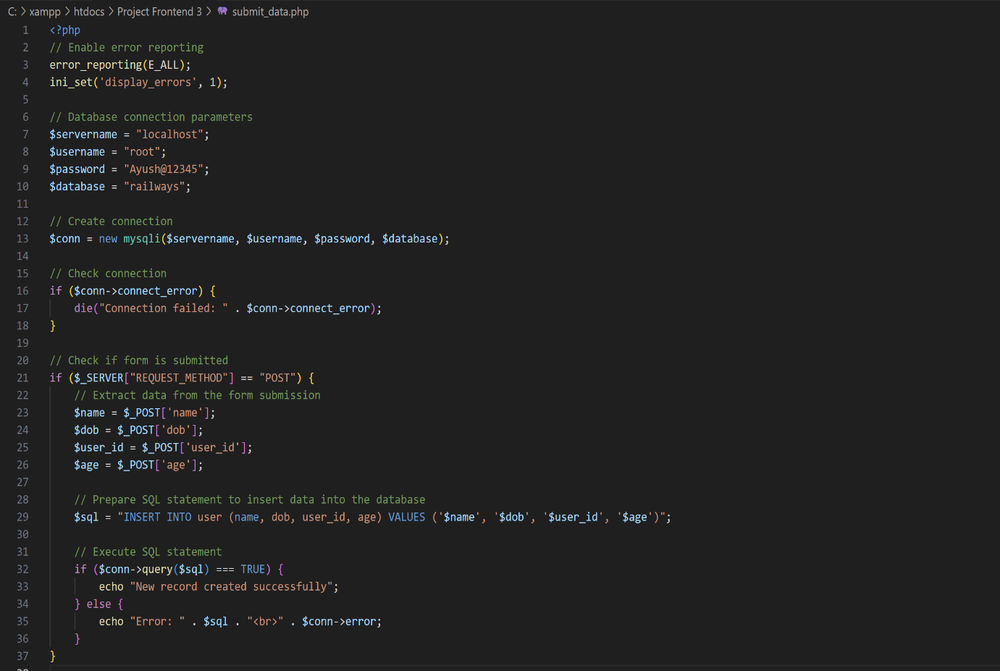 C: > xampp > htdocs > Project Frontend 3 > submit_data.php
1 <?php
2 // Enable error reporting
3 error_reporting(E_ALL);
4 ini_set('display_errors', 1);
5
6 // Database connection parameters
7 $servername = "localhost";
8 $username = "root";
9 $password = "Ayush@12345";
10 $database = "railways";
11
12 // Create connection
13 $conn = new mysqli($servername, $username, $password, $database);
14
15 // Check connection
16 if ($conn->connect_error) {
17     die("Connection failed: " . $conn->connect_error);
18 }
19
20 // Check if form is submitted
21 if ($_SERVER["REQUEST_METHOD"] == "POST") {
22     // Extract data from the form submission
23     $name = $_POST['name'];
24     $dob = $_POST['dob'];
25     $user_id = $_POST['user_id'];
26     $age = $_POST['age'];
27
28     // Prepare SQL statement to insert data into the database
29     $sql = "INSERT INTO user (name, dob, user_id, age) VALUES ('$name', '$dob', '$user_id', '$age')";
30
31     // Execute SQL statement
32     if ($conn->query($sql) === TRUE) {
33         echo "New record created successfully";
34     } else {
35         echo "Error: " . $sql . "<br>" . $conn->error;
36     }
37 }